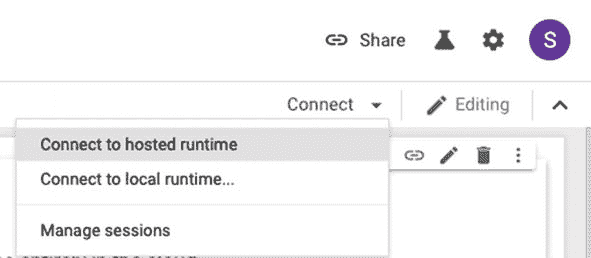 Share
S
Connect
Editing
Connect to hosted runtime
Connect to local runtime...
Manage sessions